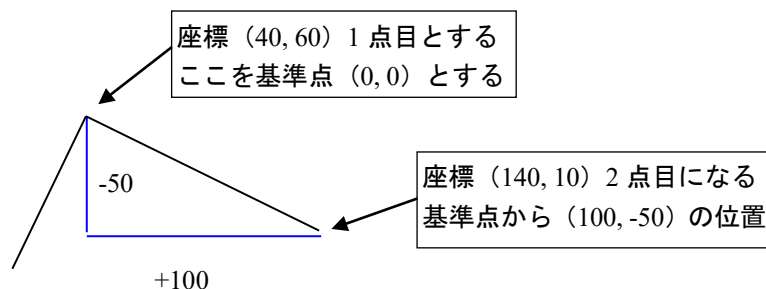 座標（40, 60）1 点目とする
ここを基準点（0, 0）とする
-50
座標（140, 10）2 点目になる
基準点から（100, -50）の位置
+100